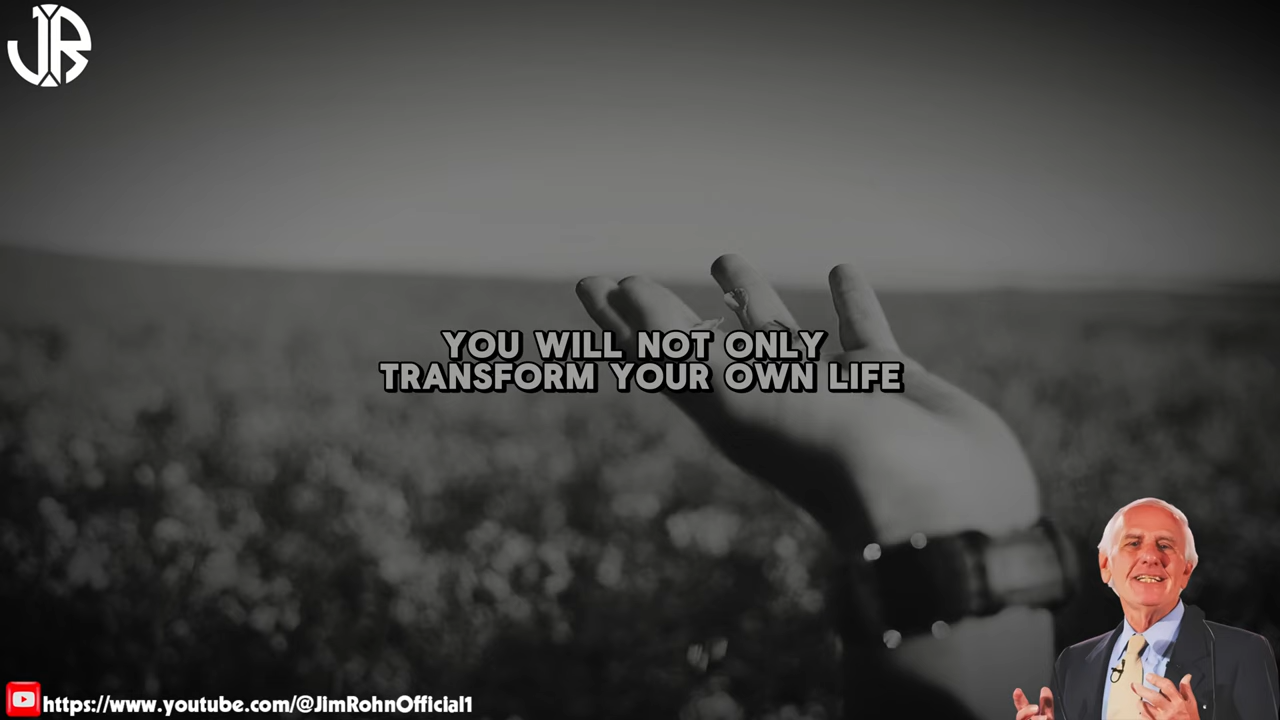 JR
YOU WILL NOT ONLY
TRANSFORM YOUR OWN LIFE
https://www.youtube.com/@JimRohnOfficial1